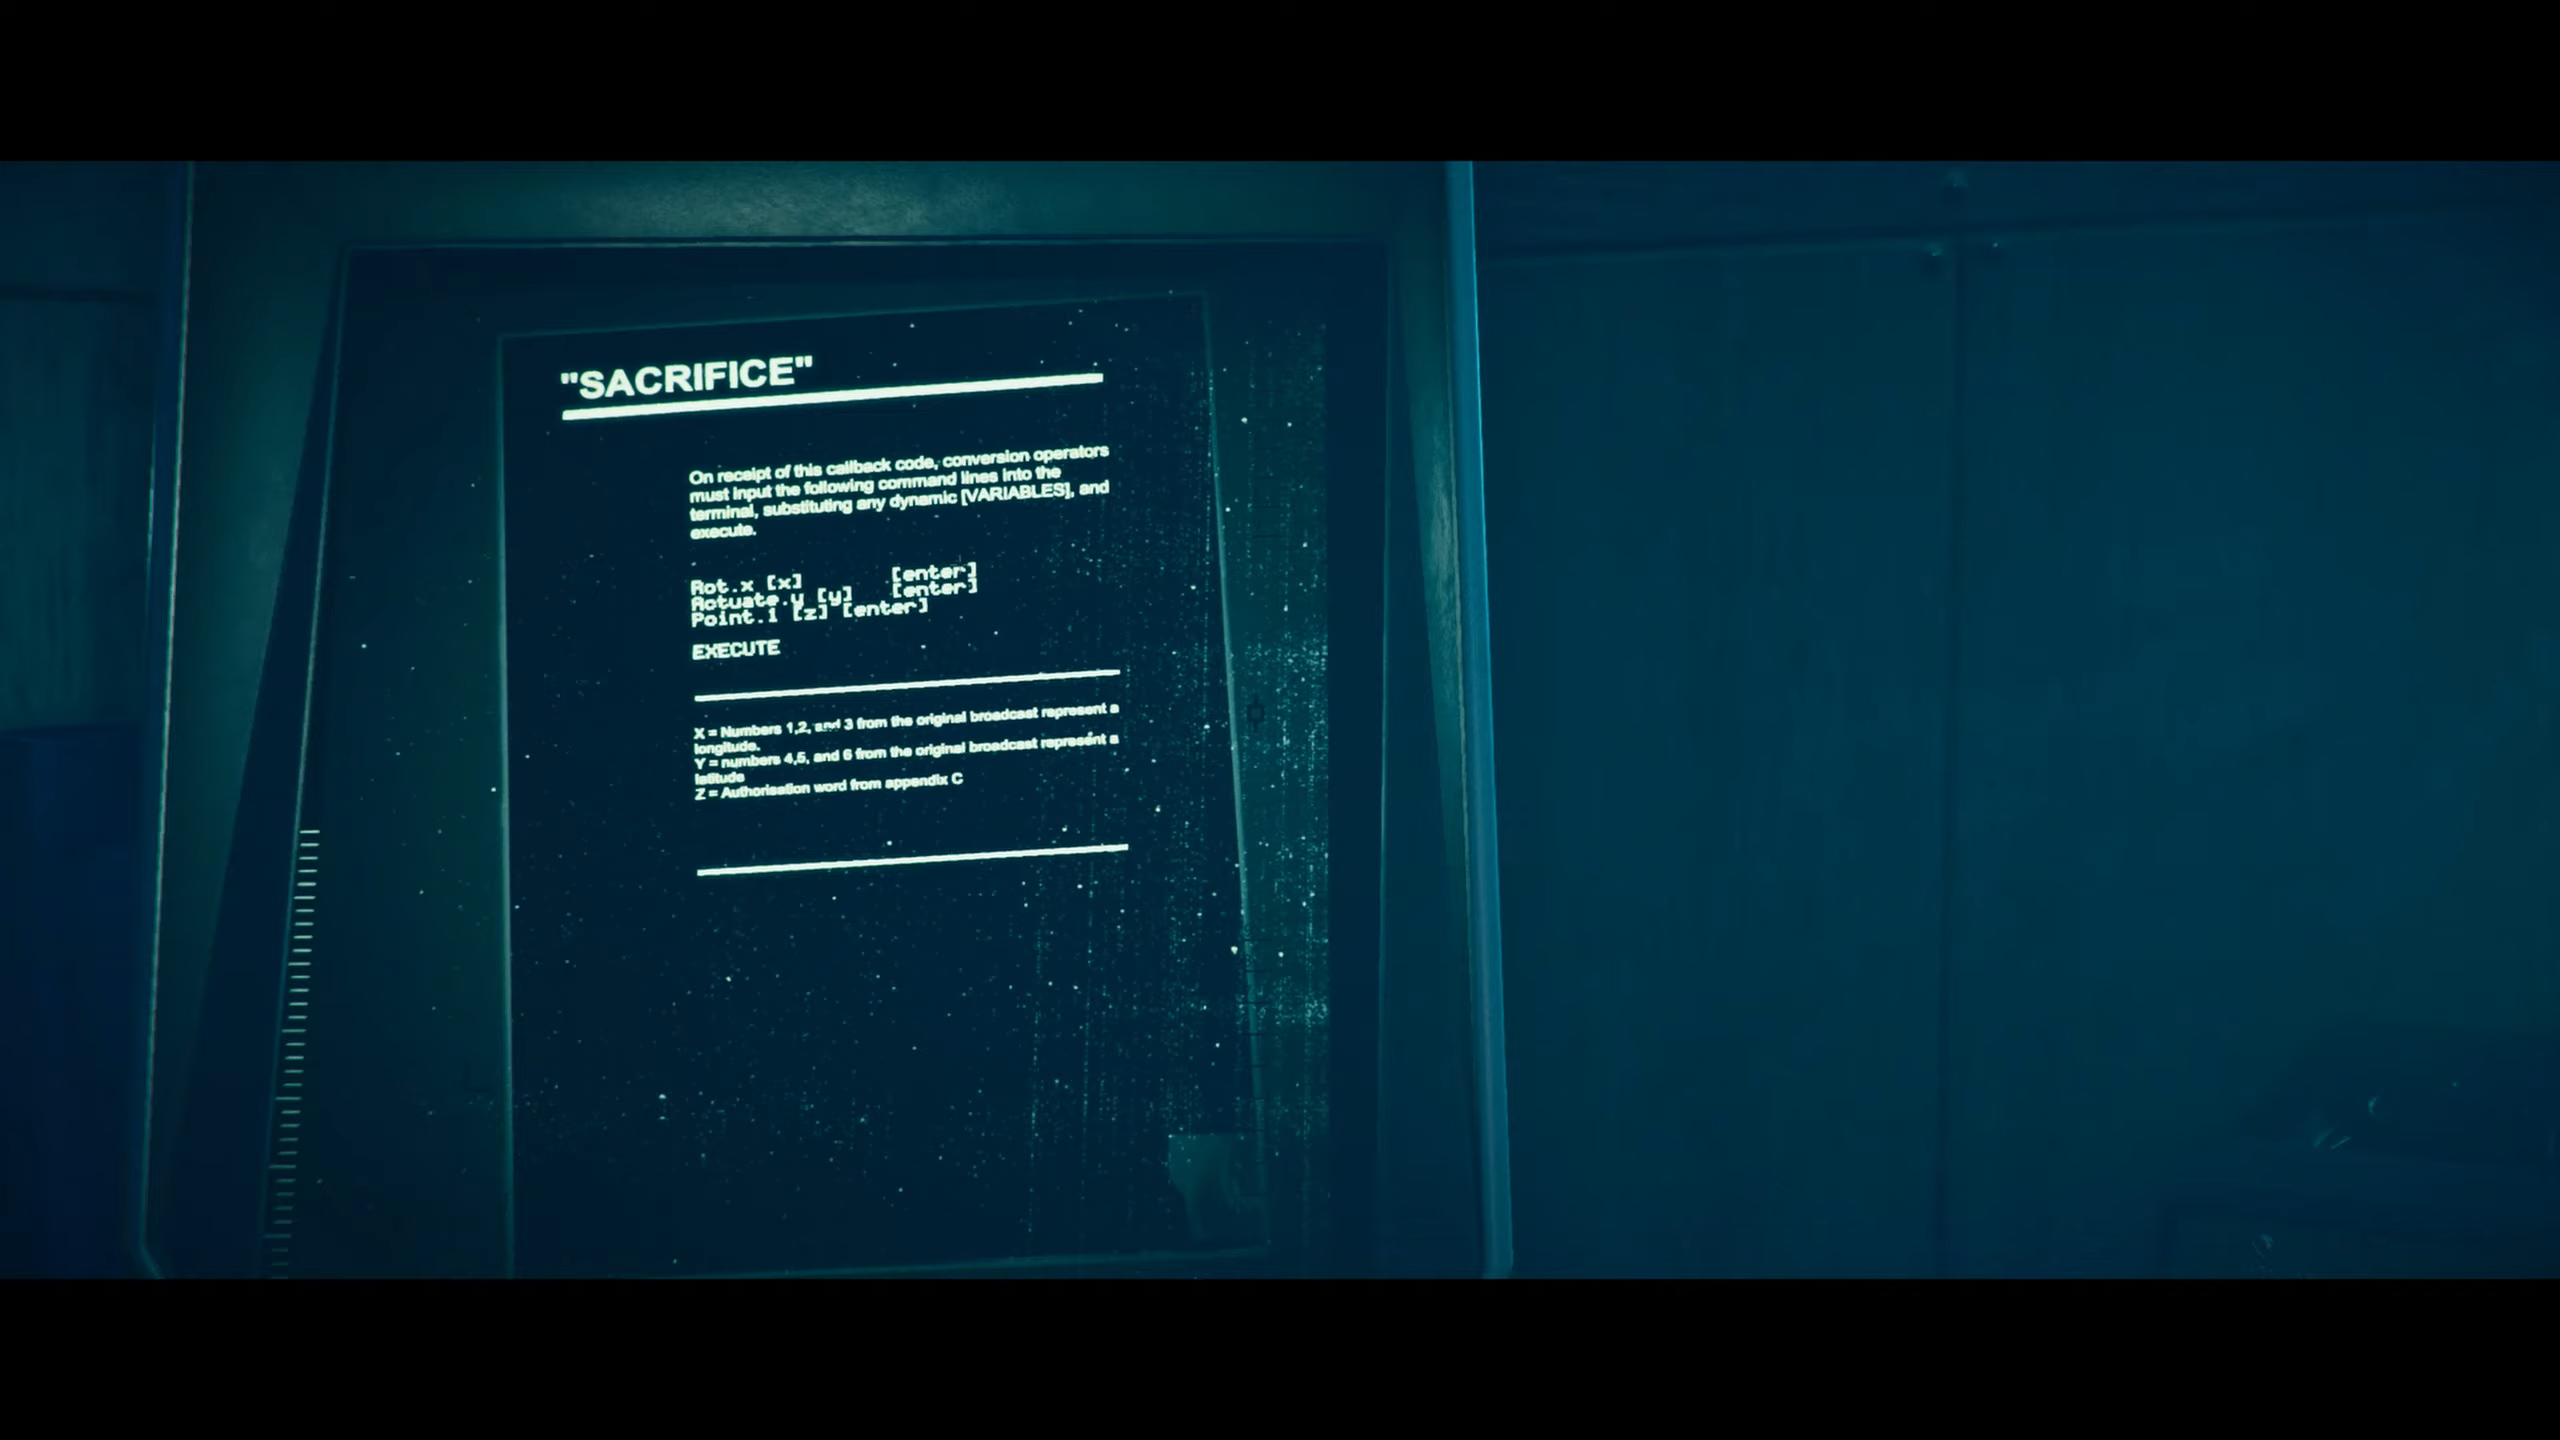 "SACRIFICE"
On receipt of this callback code, conversion operators
must input the following command lines into the
terminal, substituting any dynamic [VARIABLES], and
execute.
Rot.x [x] [enter]
Actuate.y [y] [enter]
Point.i [z] [enter]
EXECUTE
X = Numbers 1,2, and 3 from the original broadcast represent a
longitude.
Y = numbers 4,5, and 6 from the original broadcast represent a
latitude
Z = Authorisation word from appendix C